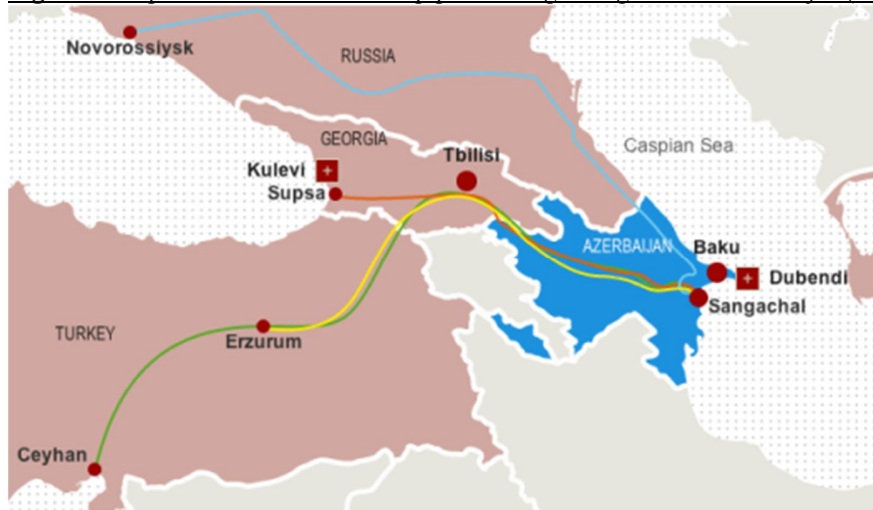 Novorossiysk
RUSSIA
Caspian Sea
GEORGIA
Tbilisi
Kulevi
Supsa
AZERBAIJAN
Baku
Dubendi
Sangachal
TURKEY
Erzurum
Ceyhan